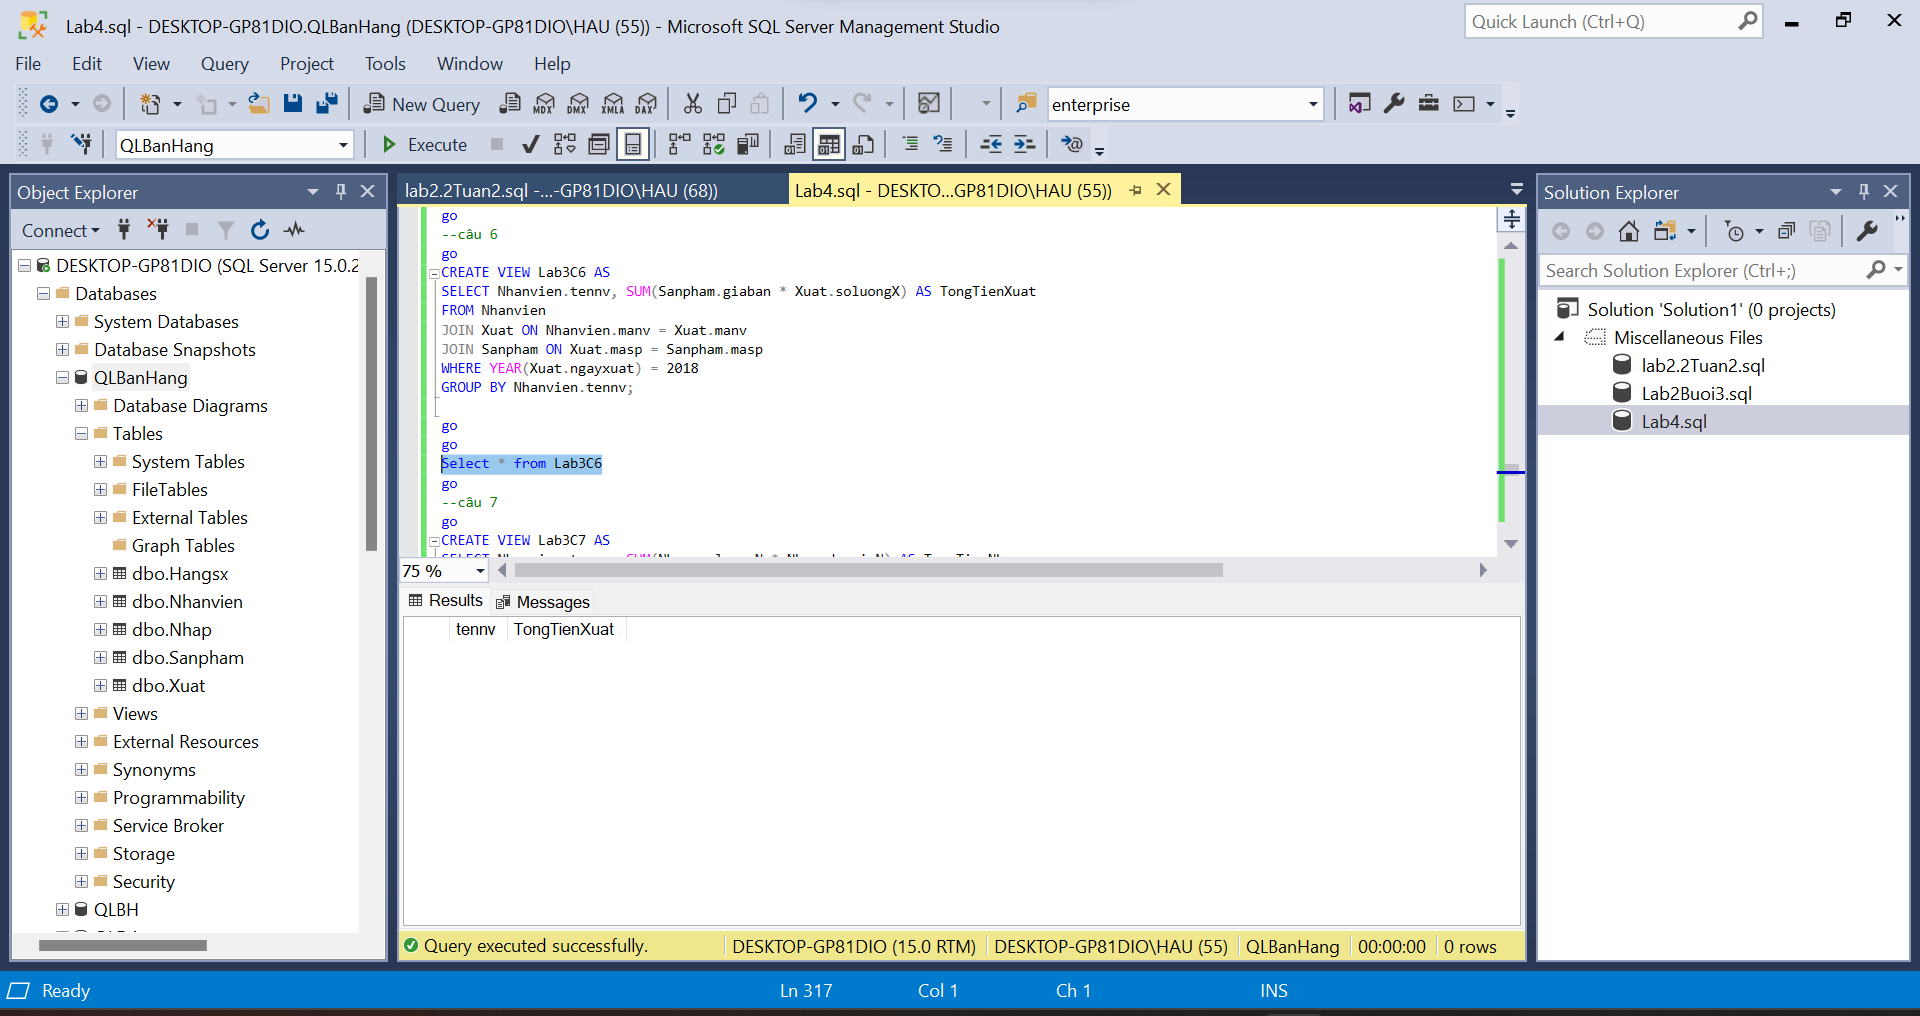 Lab4.sql - DESKTOP-GP81DIO.QLBanHang (DESKTOP-GP81DIO\HAU (55)) - Microsoft SQL Server Management Studio
Quick Launch (Ctrl+Q)
File Edit View Query Project Tools Window Help
New Query
MDX DMX XMLA DAX
enterprise
QLBanHang
Execute
Object Explorer
Connect
DESKTOP-GP81DIO (SQL Server 15.0.2
Databases
System Databases
Database Snapshots
QLBanHang
Database Diagrams
Tables
System Tables
FileTables
External Tables
Graph Tables
dbo.Hangsx
dbo.Nhanvien
dbo.Nhap
dbo.Sanpham
dbo.Xuat
Views
External Resources
Synonyms
Programmability
Service Broker
Storage
Security
QLBH
lab2.2Tuan2.sql -...-GP81DIO\HAU (68))
Lab4.sql - DESKTO...GP81DIO\HAU (55))
go
--câu 6
go
CREATE VIEW Lab3C6 AS
SELECT Nhanvien.tennv, SUM(Sanpham.giaban * Xuat.soluongX) AS TongTienXuat
FROM Nhanvien
JOIN Xuat ON Nhanvien.manv = Xuat.manv
JOIN Sanpham ON Xuat.masp = Sanpham.masp
WHERE YEAR(Xuat.ngayxuat) = 2018
GROUP BY Nhanvien.tennv;
go
go
Select * from Lab3C6
go
--câu 7
go
CREATE VIEW Lab3C7 AS
75 %
Results Messages
tennv TongTienXuat
Query executed successfully.
DESKTOP-GP81DIO (15.0 RTM)
DESKTOP-GP81DIO\HAU (55)
QLBanHang
00:00:00
0 rows
Solution Explorer
Search Solution Explorer (Ctrl+;)
Solution 'Solution1' (0 projects)
Miscellaneous Files
lab2.2Tuan2.sql
Lab2Buoi3.sql
Lab4.sql
Ready
Ln 317
Col 1
Ch 1
INS